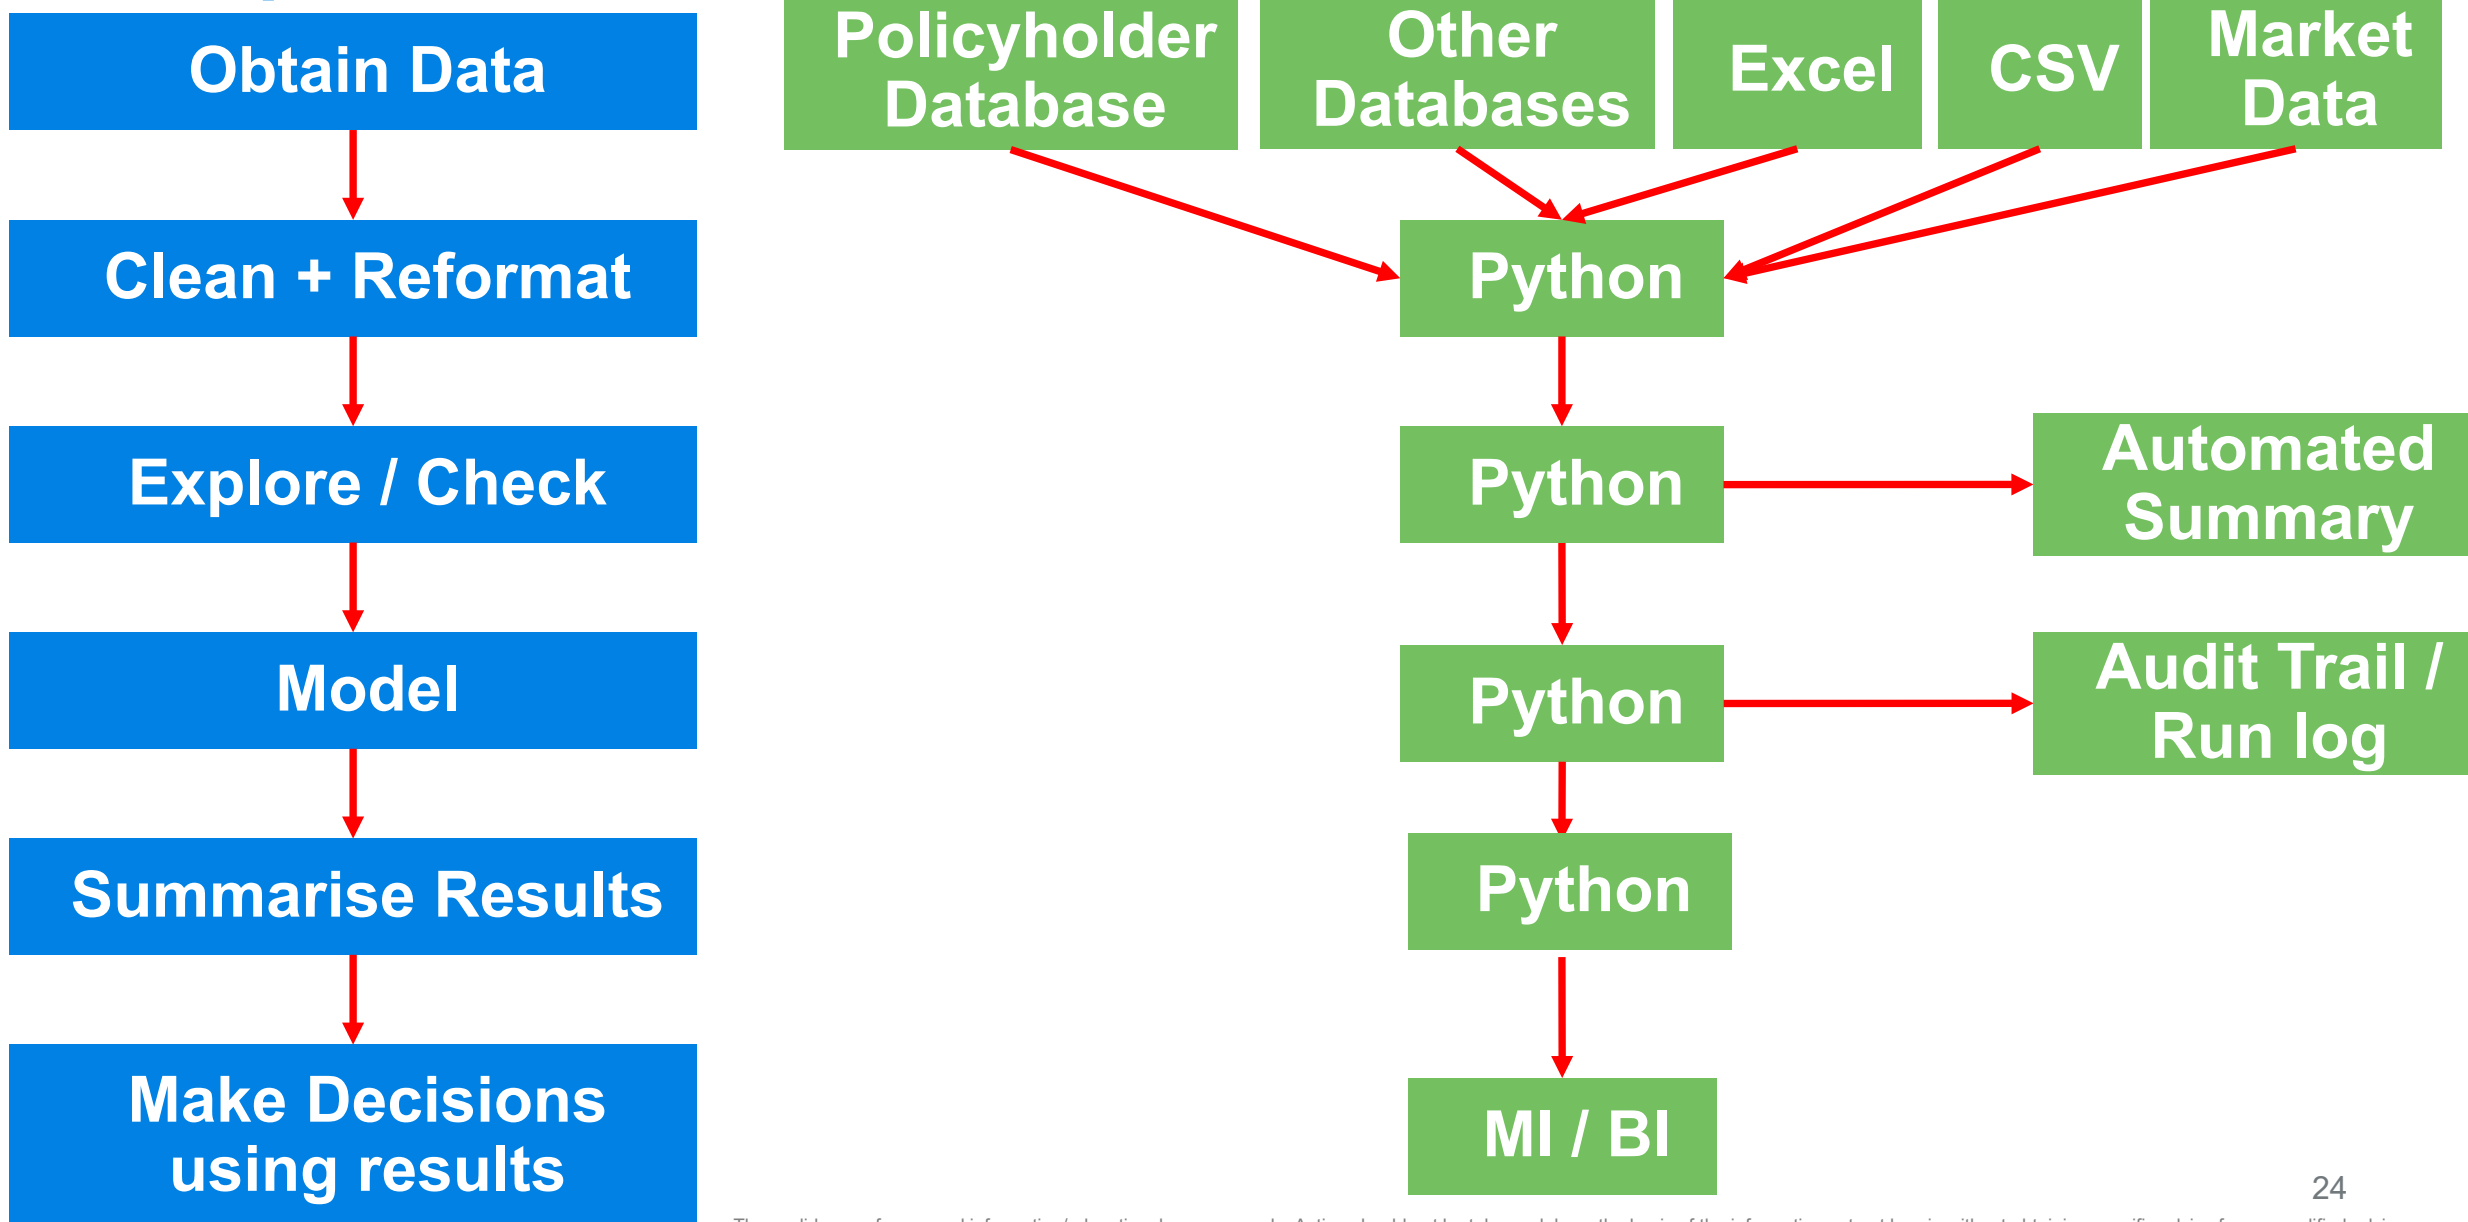 Obtain Data
Clean + Reformat
Explore / Check
Model
Summarise Results
Make Decisions
using results
Policyholder
Database
Other
Databases
Excel
CSV
Market
Data
Python
Python
Automated
Summary
Python
Audit Trail /
Run log
Python
MI / BI
24